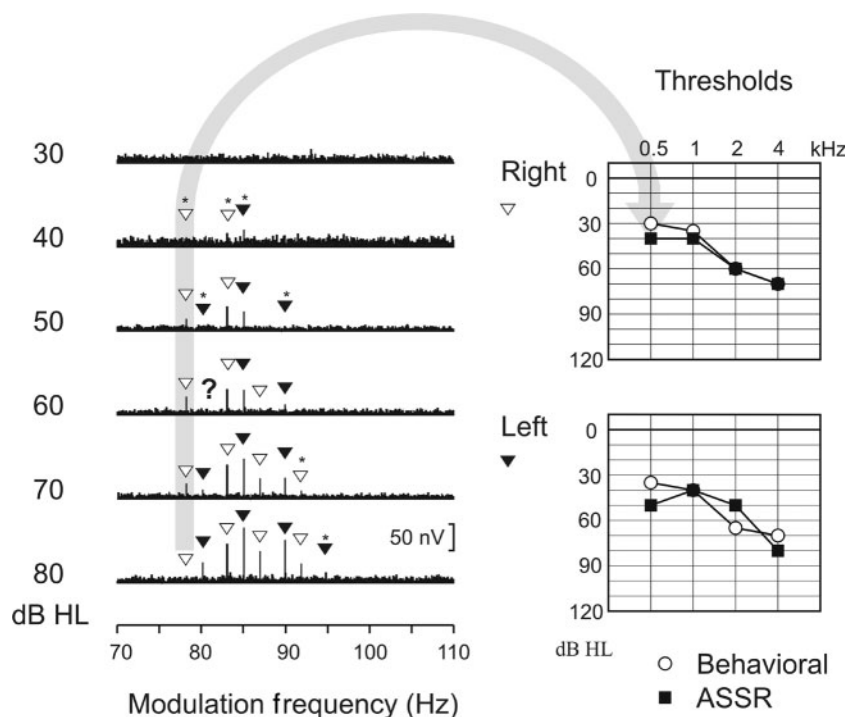 Thresholds
30
40
50
60
70
80
dB HL
* * *
* *
?
*
*
50 nV
70 80 90 100 110
Modulation frequency (Hz)
0.5 1 2 4 kHz
Right
0
30
60
90
120
Left
0
30
60
90
120
dB HL
Behavioral
ASSR